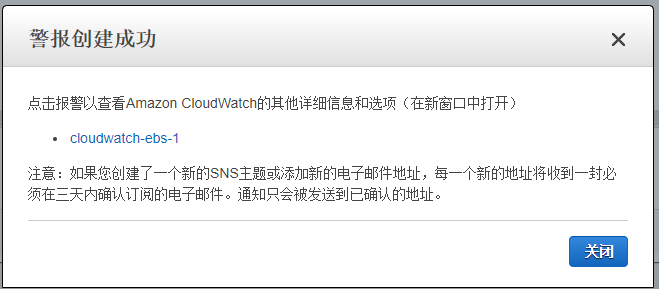 警报创建成功
点击报警以查看Amazon CloudWatch的其他详细信息和选项（在新窗口中打开）
cloudwatch-ebs-1
注意：如果您创建了一个新的SNS主题或添加新的电子邮件地址，每一个新的地址将收到一封必
须在三天内确认订阅的电子邮件。通知只会被发送到已确认的地址。
关闭